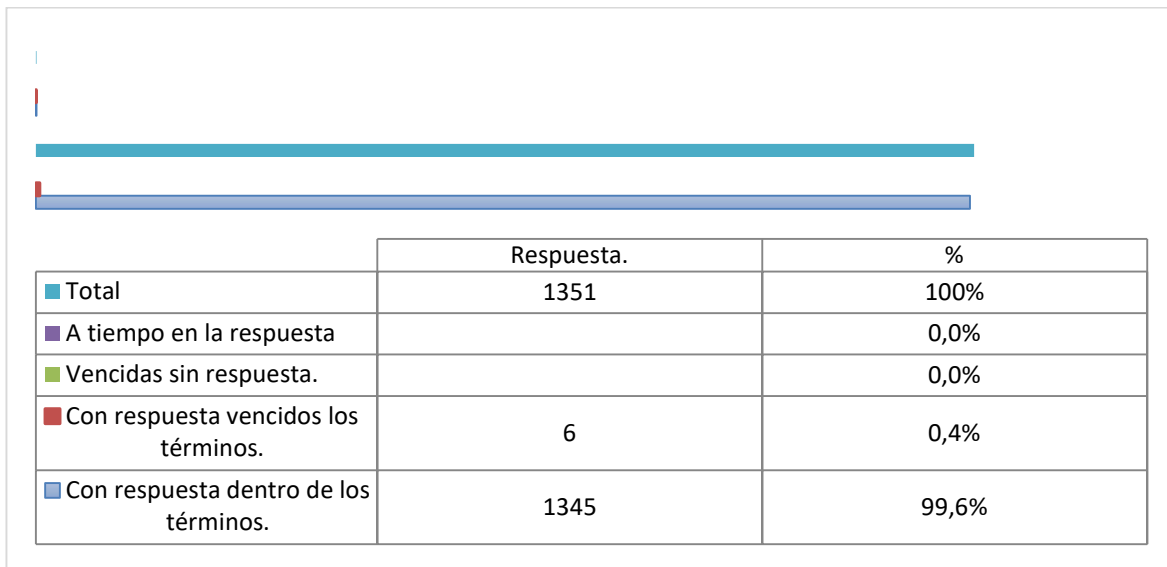 Respuesta. %
Total 1351 100%
A tiempo en la respuesta 0,0%
Vencidas sin respuesta. 0,0%
Con respuesta vencidos los
términos. 6 0,4%
Con respuesta dentro de los
términos. 1345 99,6%